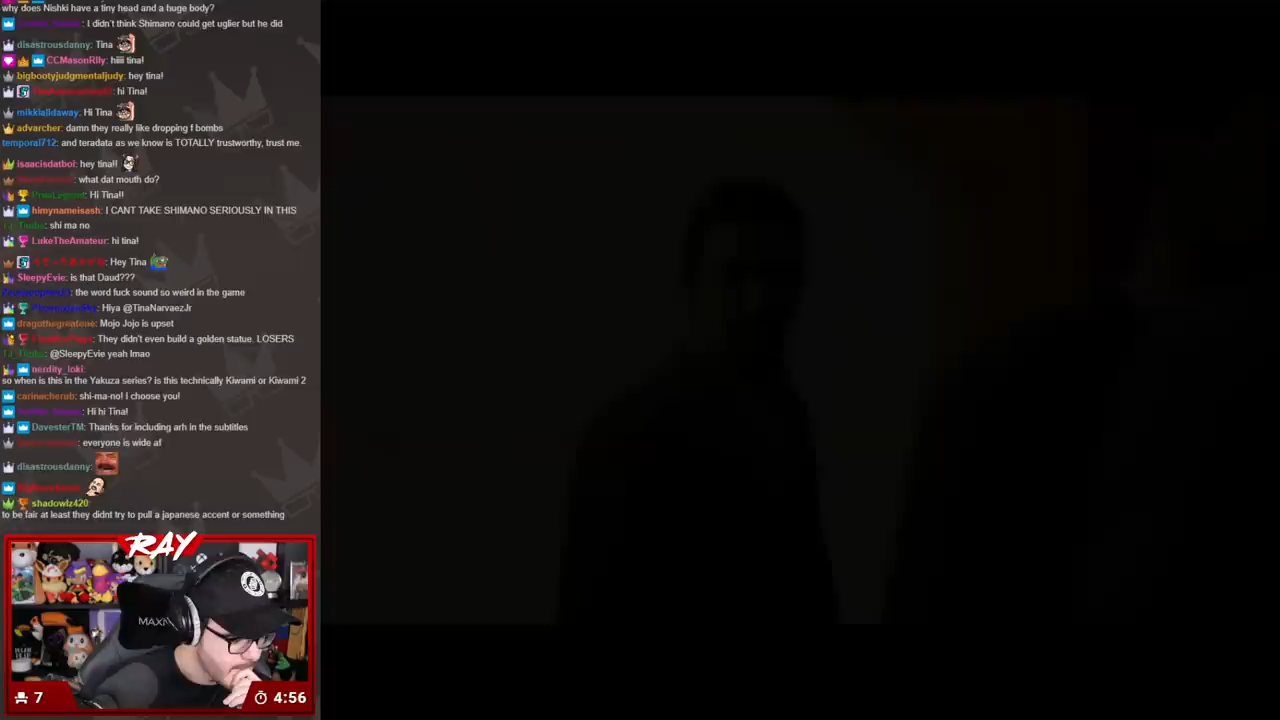 why does Nishki have a tiny head and a huge body?
: I didn't think Shimano could get uglier but he did
disastrousdanny: Tina
CCMasonRlly: hiiii tina!
bigbootyjudgmentaljudy: hey tina!
: hi Tina!
mikkialldaway: Hi Tina
advarcher: damn they really like dropping f bombs
temporal712: and teradata as we know is TOTALLY trustworthy, trust me.
isaacisdatboi: hey tina!!
: what dat mouth do?
: Hi Tina!!
himynameisash: I CANT TAKE SHIMANO SERIOUSLY IN THIS
: shi ma no
LukeTheAmateur: hi tina!
: Hey Tina
SleepyEvie: is that Daud???
: the word fuck sound so weird in the game
: Hiya @TinaNarvaezJr
dragothegreatone: Mojo Jojo is upset
: They didn't even build a golden statue. LOSERS
: @SleepyEvie yeah lmao
nerdity_loki:
so when is this in the Yakuza series? is this technically Kiwami or Kiwami 2
carinacherub: shi-ma-no! I choose you!
: Hi hi Tina!
DavesterTM: Thanks for including arh in the subtitles
: everyone is wide af
disastrousdanny:
shadowlz420:
to be fair at least they didnt try to pull a japanese accent or something
RAY
MAXN
7
4:56